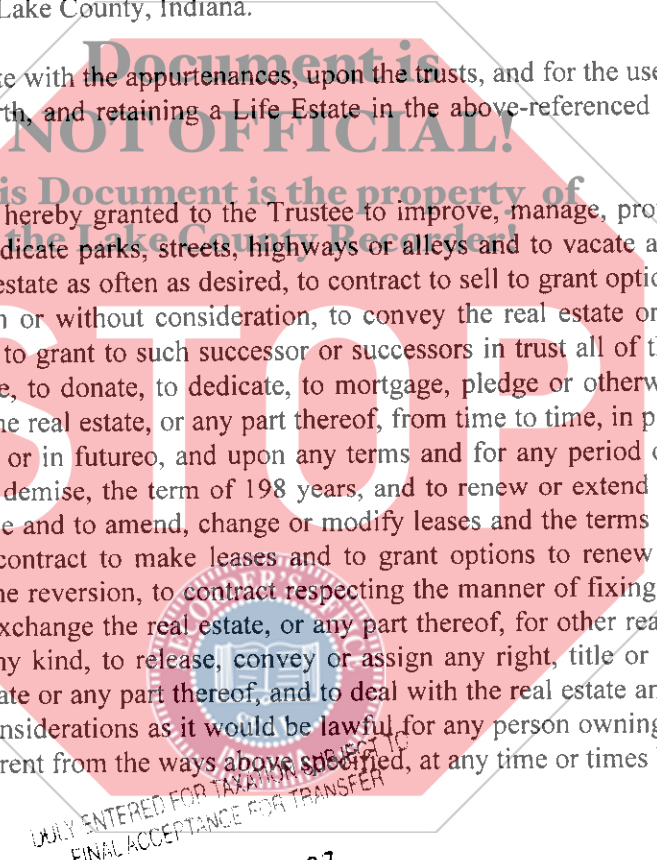 Lake County, Indiana.
Document is
ce with the appurtenances, upon the trusts, and for the use
rth, and retaining a Life Estate in the above-referenced
NOT OFFICIAL!
is Document is the property of
hereby granted to the Trustee to improve, manage, pro
the Lake County Recorder!
dicate parks, streets, highways or alleys and to vacate a
estate as often as desired, to contract to sell to grant optio
n or without consideration, to convey the real estate or
STOP
to grant to such successor or successors in trust all of th
e, to donate, to dedicate, to mortgage, pledge or otherw
ne real estate, or any part thereof, from time to time, in p
or in futureo, and upon any terms and for any period o
demise, the term of 198 years, and to renew or extend
e and to amend, change or modify leases and the terms
contract to make leases and to grant options to renew
ne reversion, to contract respecting the manner of fixing
xchange the real estate, or any part thereof, for other rea
ny kind, to release, convey or assign any right, title or
ate or any part thereof, and to deal with the real estate an
nsiderations as it would be lawful for any person owning
rent from the ways above specified, at any time or times
DULY ENTERED FOR TAXATION SUBJECT TO
FINAL ACCEPTANCE FOR TRANSFER